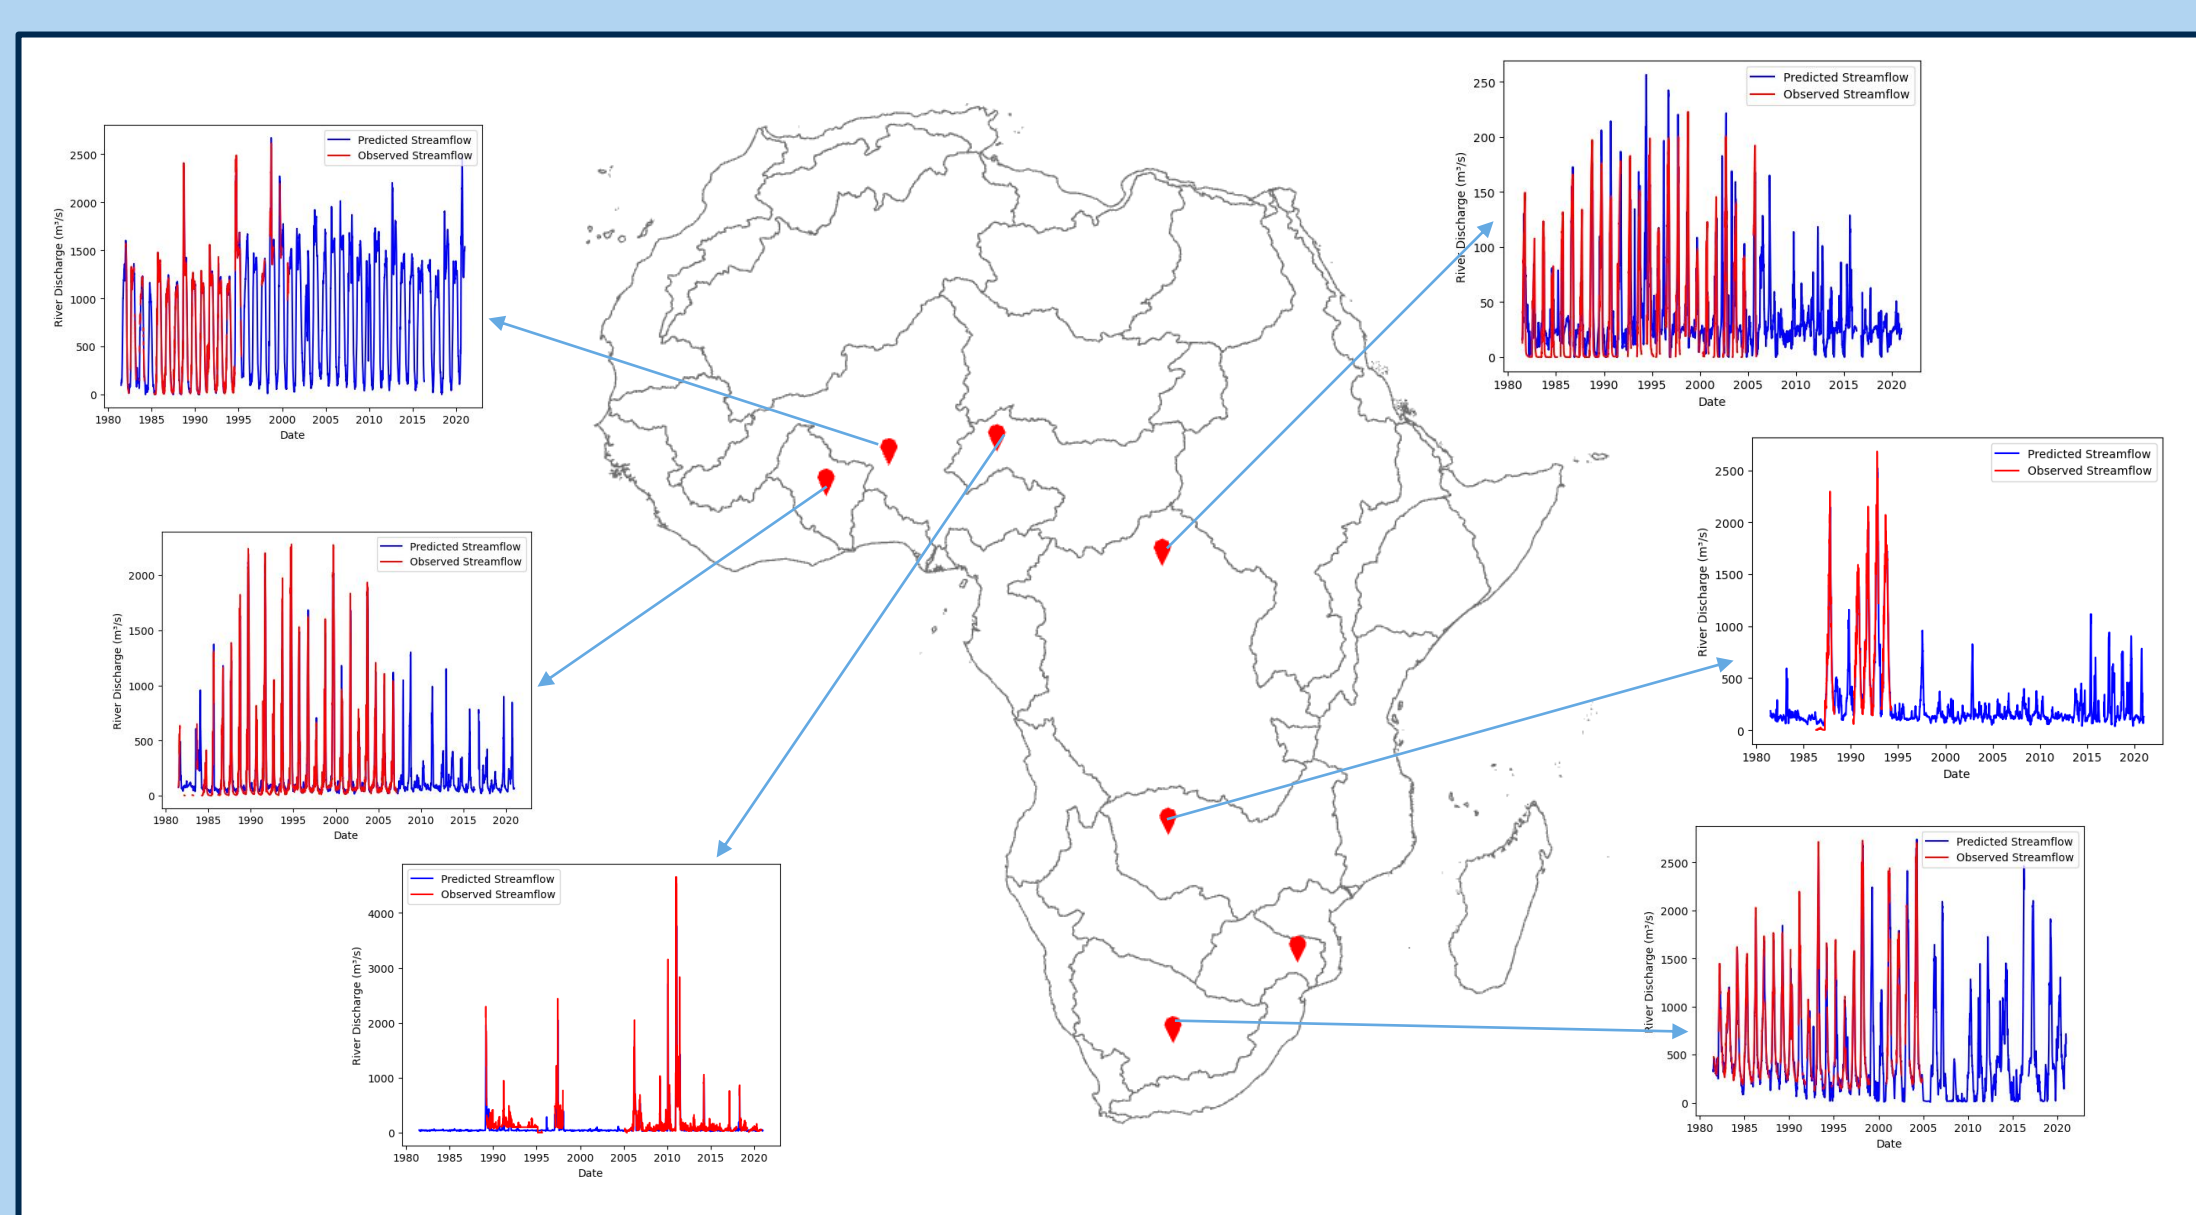 Predicted Streamflow
Observed Streamflow
River Discharge (m³/s)
2500
2000
1500
1000
500
0
1980 1985 1990 1995 2000 2005 2010 2015 2020
Date
Predicted Streamflow
Observed Streamflow
River Discharge (m³/s)
250
200
150
100
50
0
1980 1985 1990 1995 2000 2005 2010 2015 2020
Date
Predicted Streamflow
Observed Streamflow
River Discharge (m³/s)
2500
2000
1500
1000
500
0
1980 1985 1990 1995 2000 2005 2010 2015 2020
Date
Predicted Streamflow
Observed Streamflow
River Discharge (m³/s)
2000
1500
1000
500
0
1980 1985 1990 1995 2000 2005 2010 2015 2020
Date
Predicted Streamflow
Observed Streamflow
River Discharge (m³/s)
4000
3000
2000
1000
0
1980 1985 1990 1995 2000 2005 2010 2015 2020
Date
Predicted Streamflow
Observed Streamflow
River Discharge (m³/s)
2500
2000
1500
1000
500
0
1980 1985 1990 1995 2000 2005 2010 2015 2020
Date